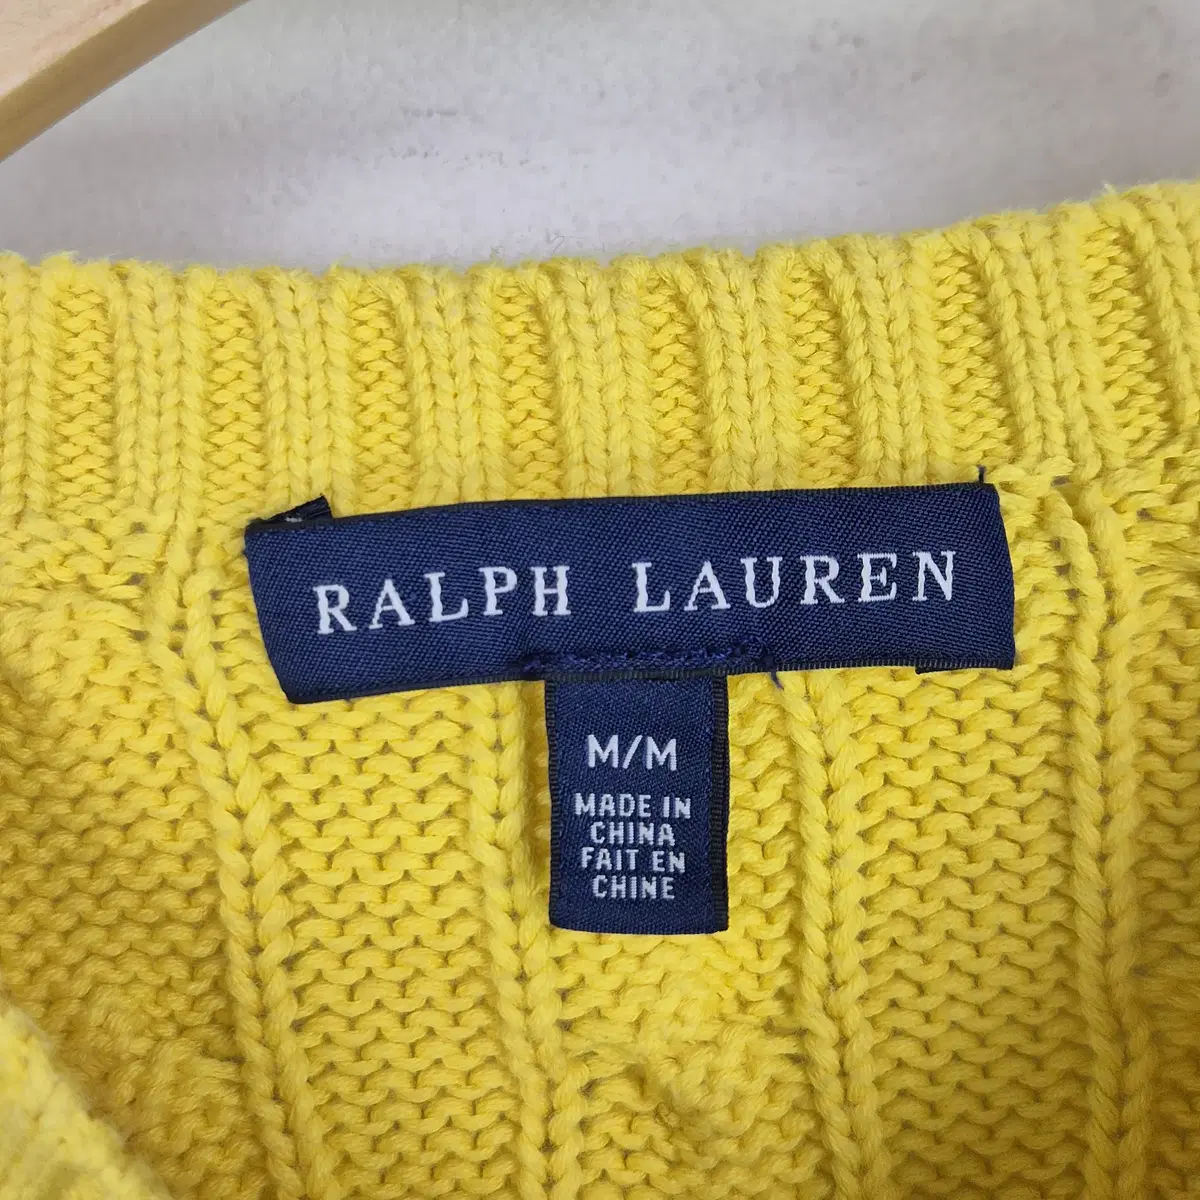 RALPH LAUREN
M/M
MADE IN
CHINA
FAIT EN
CHINE